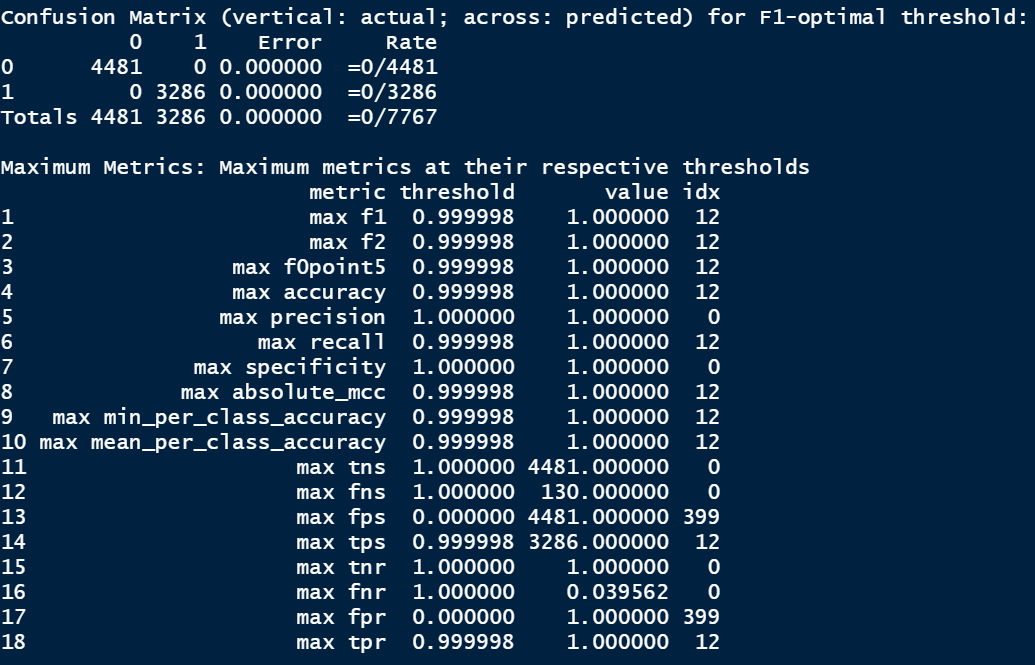 Confusion Matrix (vertical: actual; across: predicted) for F1-optimal threshold:
          0    1    Error     Rate
0      4481    0 0.000000  =0/4481
1         0 3286 0.000000  =0/3286
Totals 4481 3286 0.000000  =0/7767

Maximum Metrics: Maximum metrics at their respective thresholds
                        metric threshold       value idx
1                       max f1  0.999998    1.000000  12
2                       max f2  0.999998    1.000000  12
3                 max f0point5  0.999998    1.000000  12
4                 max accuracy  0.999998    1.000000  12
5                max precision  1.000000    1.000000   0
6                   max recall  0.999998    1.000000  12
7              max specificity  1.000000    1.000000   0
8             max absolute_mcc  0.999998    1.000000  12
9   max min_per_class_accuracy  0.999998    1.000000  12
10 max mean_per_class_accuracy  0.999998    1.000000  12
11                     max tns  1.000000 4481.000000   0
12                     max fns  1.000000  130.000000   0
13                     max fps  0.000000 4481.000000 399
14                     max tps  0.999998 3286.000000  12
15                     max tnr  1.000000    1.000000   0
16                     max fnr  1.000000    0.039562   0
17                     max fpr  0.000000    1.000000 399
18                     max tpr  0.999998    1.000000  12